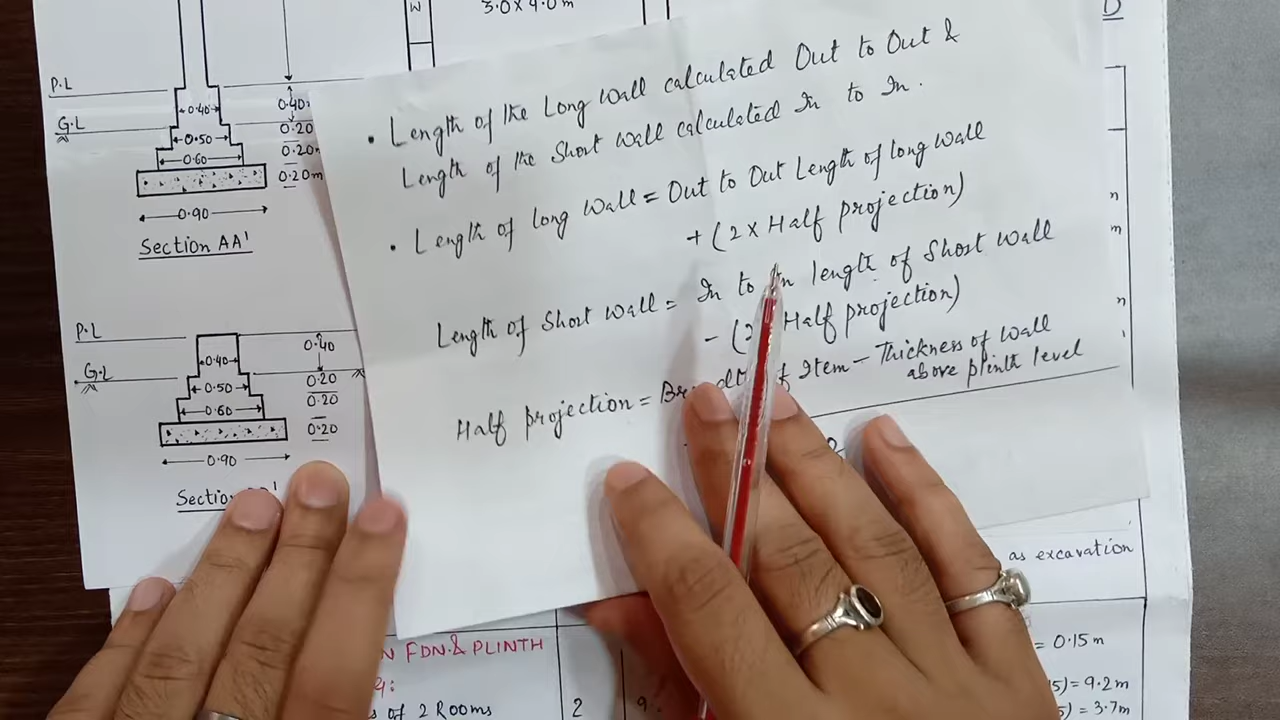 W
3.0 x 4.0 m
D
P.L
0.40
0.40
G.L
0.20
0.50
0.20
0.60
0.20m
0.90
Section AA'
P.L
0.40
0.40
G.L
0.20
0.50
0.20
0.60
0.20
0.90
• Length of the Long Wall calculated Out to Out &
Length of the Short Wall calculated In to In.
• Length of Long Wall = Out to Out Length of long Wall
+ (2 x Half projection)
Length of Short wall = In to In length of Short Wall
- (2 Half projection)
Half projection = of Item - Thickness of Wall
above plinth level
2
as excavation
= 0.15 m
= 9.2 m
= 3.7 m
N FDN. & PLINTH
of 2 Rooms
2
9.